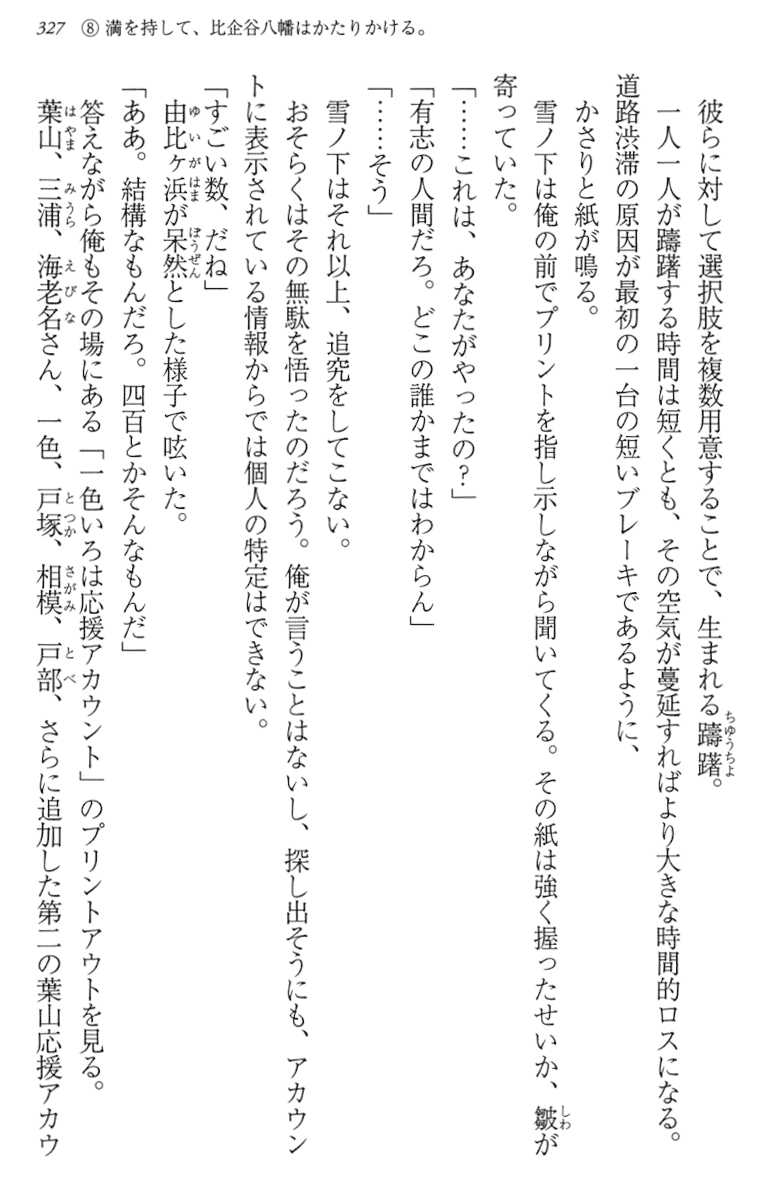 327 ⑧ 満を持して、比企谷八幡はかたりかける。
彼らに対して選択肢を複数用意することで、生まれる躊躇。
一人一人が躊躇する時間は短くとも、その空気が蔓延すればより大きな時間的ロスになる。
道路渋滞の原因が最初の一台の短いブレーキであるように、
かさりと紙が鳴る。
雪ノ下は俺の前でプリントを指し示しながら聞いてくる。その紙は強く握ったせいか、皺が
寄っていた。
「……これは、あなたがやったの?」
「有志の人間だろ。どこの誰かまではわからん」
「……そう」
雪ノ下はそれ以上、追究をしてこない。
おそらくはその無駄を悟ったのだろう。俺が言うことはないし、探し出そうにも、アカウン
トに表示されている情報からでは個人の特定はできない。
「すごい数、だね」
由比ヶ浜が呆然とした様子で呟いた。
「ああ。結構なもんだろ。四百とかそんなもんだ」
答えながら俺もその場にある「一色いろは応援アカウント」のプリントアウトを見る。
葉山、三浦、海老名さん、一色、戸塚、相模、戸部、さらに追加した第二の葉山応援アカウ